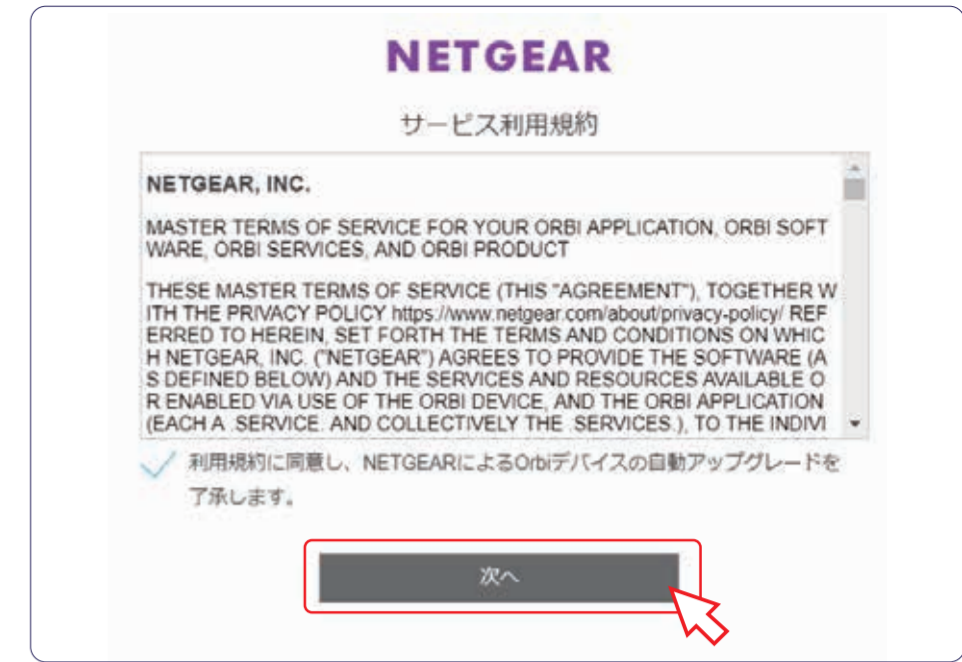 NETGEAR
サービス利用規約
NETGEAR, INC.
MASTER TERMS OF SERVICE FOR YOUR ORBI APPLICATION, ORBI SOFT
WARE, ORBI SERVICES, AND ORBI PRODUCT
THESE MASTER TERMS OF SERVICE (THIS "AGREEMENT"), TOGETHER W
ITH THE PRIVACY POLICY https://www.netgear.com/about/privacy-policy/ REF
ERRED TO HEREIN, SET FORTH THE TERMS AND CONDITIONS ON WHIC
H NETGEAR, INC. ("NETGEAR") AGREES TO PROVIDE THE SOFTWARE (A
S DEFINED BELOW) AND THE SERVICES AND RESOURCES AVAILABLE O
R ENABLED VIA USE OF THE ORBI DEVICE, AND THE ORBI APPLICATION
(EACH A .SERVICE. AND COLLECTIVELY THE .SERVICES.), TO THE INDIVI
利用規約に同意し、NETGEARによるOrbiデバイスの自動アップグレードを
了承します。
次へ